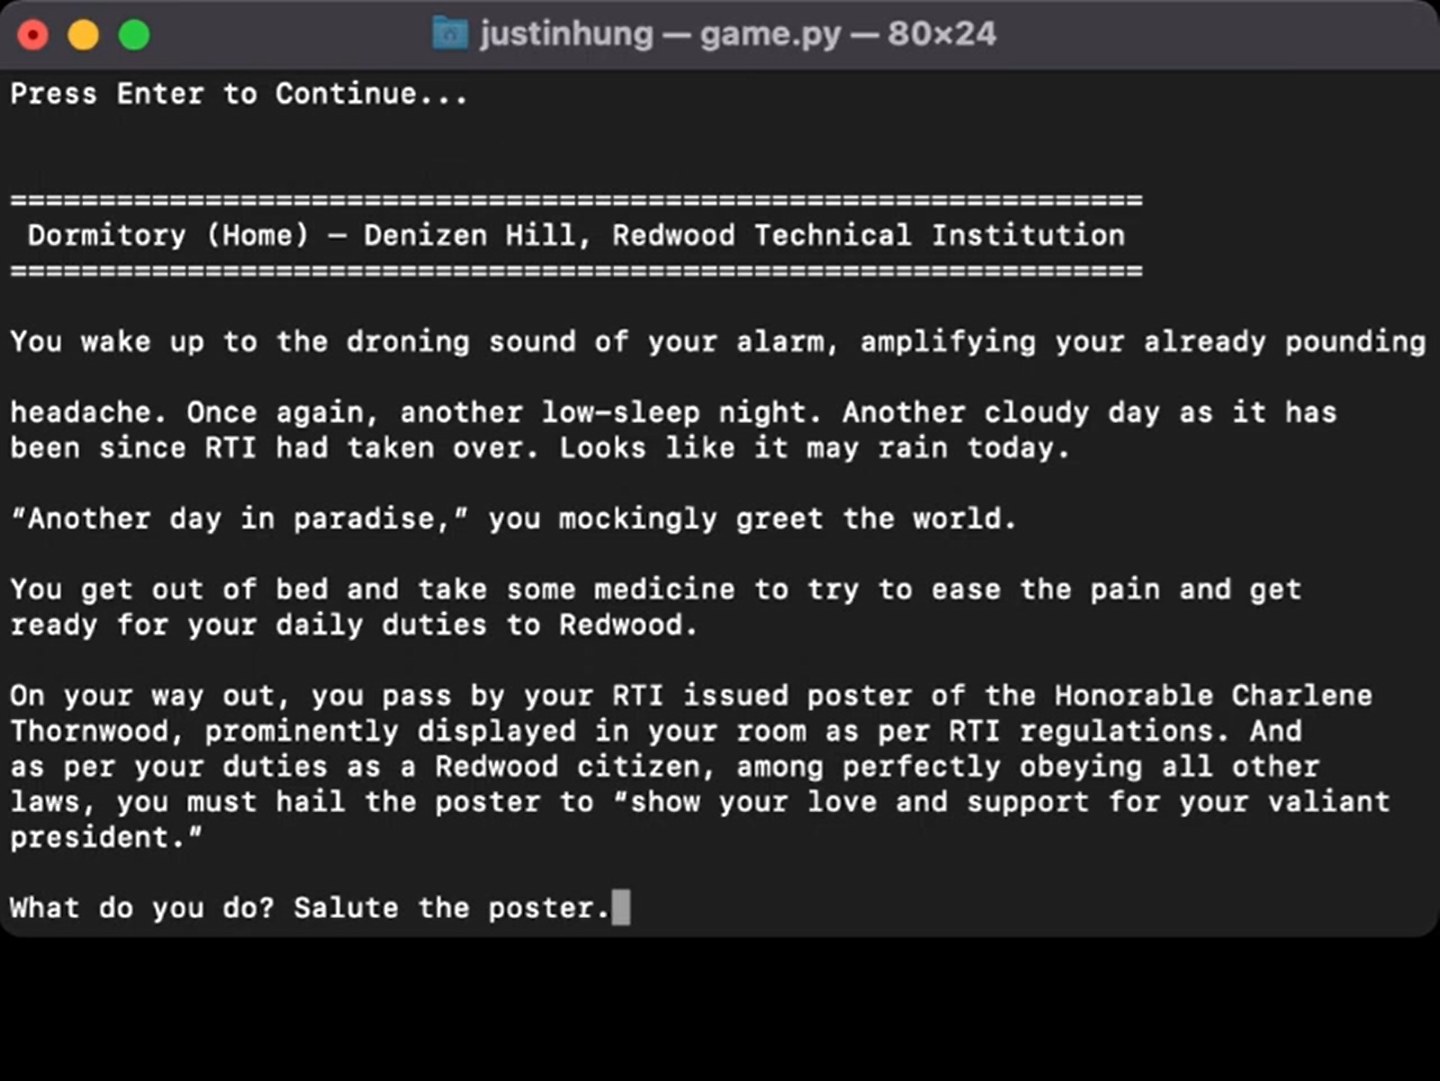 justinhung — game.py — 80×24
Press Enter to Continue...
================================================================
Dormitory (Home) – Denizen Hill, Redwood Technical Institution
================================================================
You wake up to the droning sound of your alarm, amplifying your already pounding
headache. Once again, another low-sleep night. Another cloudy day as it has
been since RTI had taken over. Looks like it may rain today.
"Another day in paradise," you mockingly greet the world.
You get out of bed and take some medicine to try to ease the pain and get
ready for your daily duties to Redwood.
On your way out, you pass by your RTI issued poster of the Honorable Charlene
Thornwood, prominently displayed in your room as per RTI regulations. And
as per your duties as a Redwood citizen, among perfectly obeying all other
laws, you must hail the poster to "show your love and support for your valiant
president."
What do you do? Salute the poster.